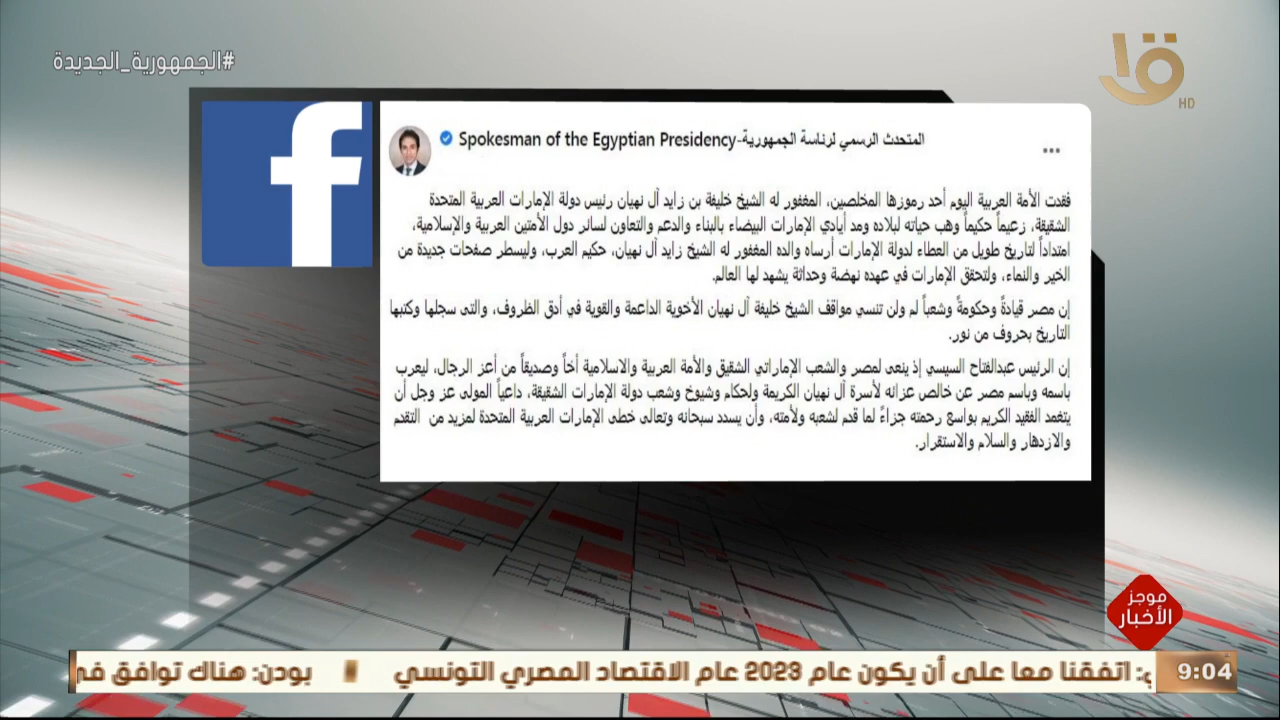 #الجمهورية_الجديدة
HD
المتحدث الرسمي لرئاسة الجمهورية-Spokesman of the Egyptian Presidency
فقدت الأمة العربية اليوم أحد رموزها المخلصين، المغفور له الشيخ خليفة بن زايد آل نهيان رئيس دولة الإمارات العربية المتحدة
الشقيقة، زعيماً حكيماً وهب حياته لبلاده ومد أيادي الإمارات البيضاء بالبناء والدعم والتعاون لسائر دول الأمتين العربية والإسلامية،
امتداداً لتاريخ طويل من العطاء لدولة الإمارات أرساه والده المغفور له الشيخ زايد آل نهيان، حكيم العرب، وليسطر صفحات جديدة من
الخير والنماء، ولتحقق الإمارات في عهده نهضة وحداثة يشهد لها العالم.
إن مصر قيادةً وحكومةً وشعباً لم ولن تنسي مواقف الشيخ خليفة آل نهيان الأخوية الداعمة والقوية في أدق الظروف، والتى سجلها وكتبها
التاريخ بحروف من نور.
إن الرئيس عبدالفتاح السيسي إذ ينعى لمصر والشعب الإماراتي الشقيق والأمة العربية والاسلامية أخاً وصديقاً من أعز الرجال، ليعرب
باسمه وباسم مصر عن خالص عزائه لأسرة آل نهيان الكريمة ولحكام وشيوخ وشعب دولة الإمارات الشقيقة، داعياً المولى عز وجل أن
يتغمد الفقيد الكريم بواسع رحمته جزاءً لما قدم لشعبه ولأمته، وأن يسدد سبحانه وتعالى خطى الإمارات العربية المتحدة لمزيد من التقدم
والازدهار والسلام والاستقرار.
موجز
الأخبار
9:04
: اتفقنا معا على أن يكون عام 2023 عام الاقتصاد المصري التونسي بودن: هناك توافق في